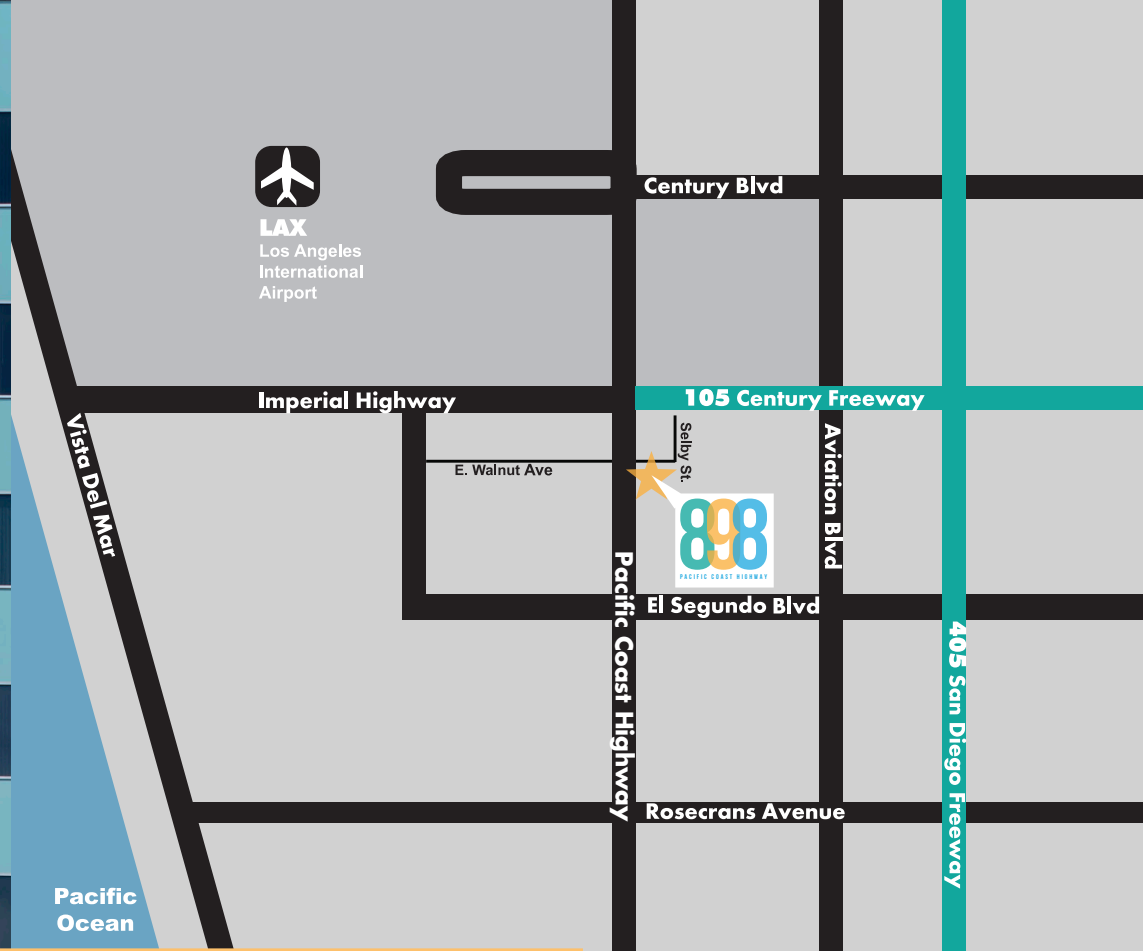 Century Blvd
LAX
Los Angeles
International
Airport
Imperial Highway
105 Century Freeway
Vista Del Mar
Selby St.
Aviation Blvd
E. Walnut Ave
898
PACIFIC COAST HIGHWAY
Pacific Coast Highway
El Segundo Blvd
405 San Diego Freeway
Rosecrans Avenue
Pacific
Ocean